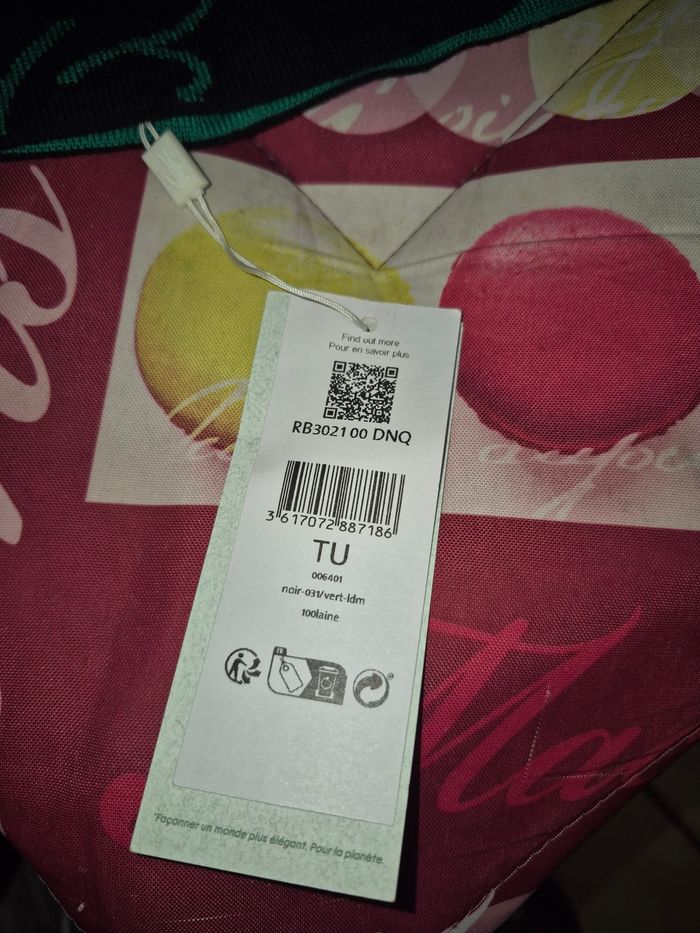 Find out more
Pour en savoir plus
RB302100 DNQ
3 617072 887186
TU
006401
noir-031/vert-ldm
100laine
FR
"Façonner un monde plus élégant. Pour la planète.